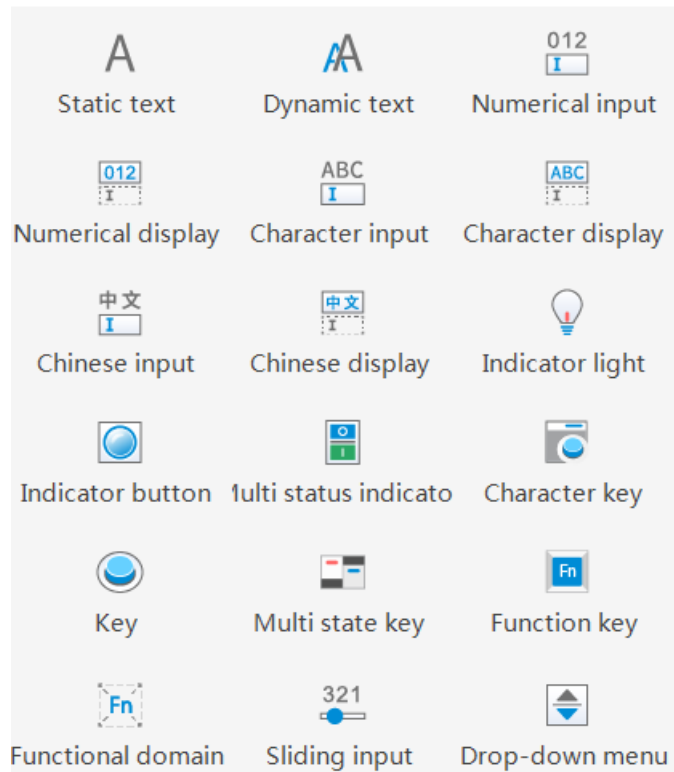 A AA 012
I
Static text Dynamic text Numerical input
012 ABC ABC
I I I
Numerical display Character input Character display
中文 中文
I I
Chinese input Chinese display Indicator light
O
I
Indicator button ulti status indicato Character key
Fn
Key Multi state key Function key
Fn 321
Functional domain Sliding input Drop-down menu